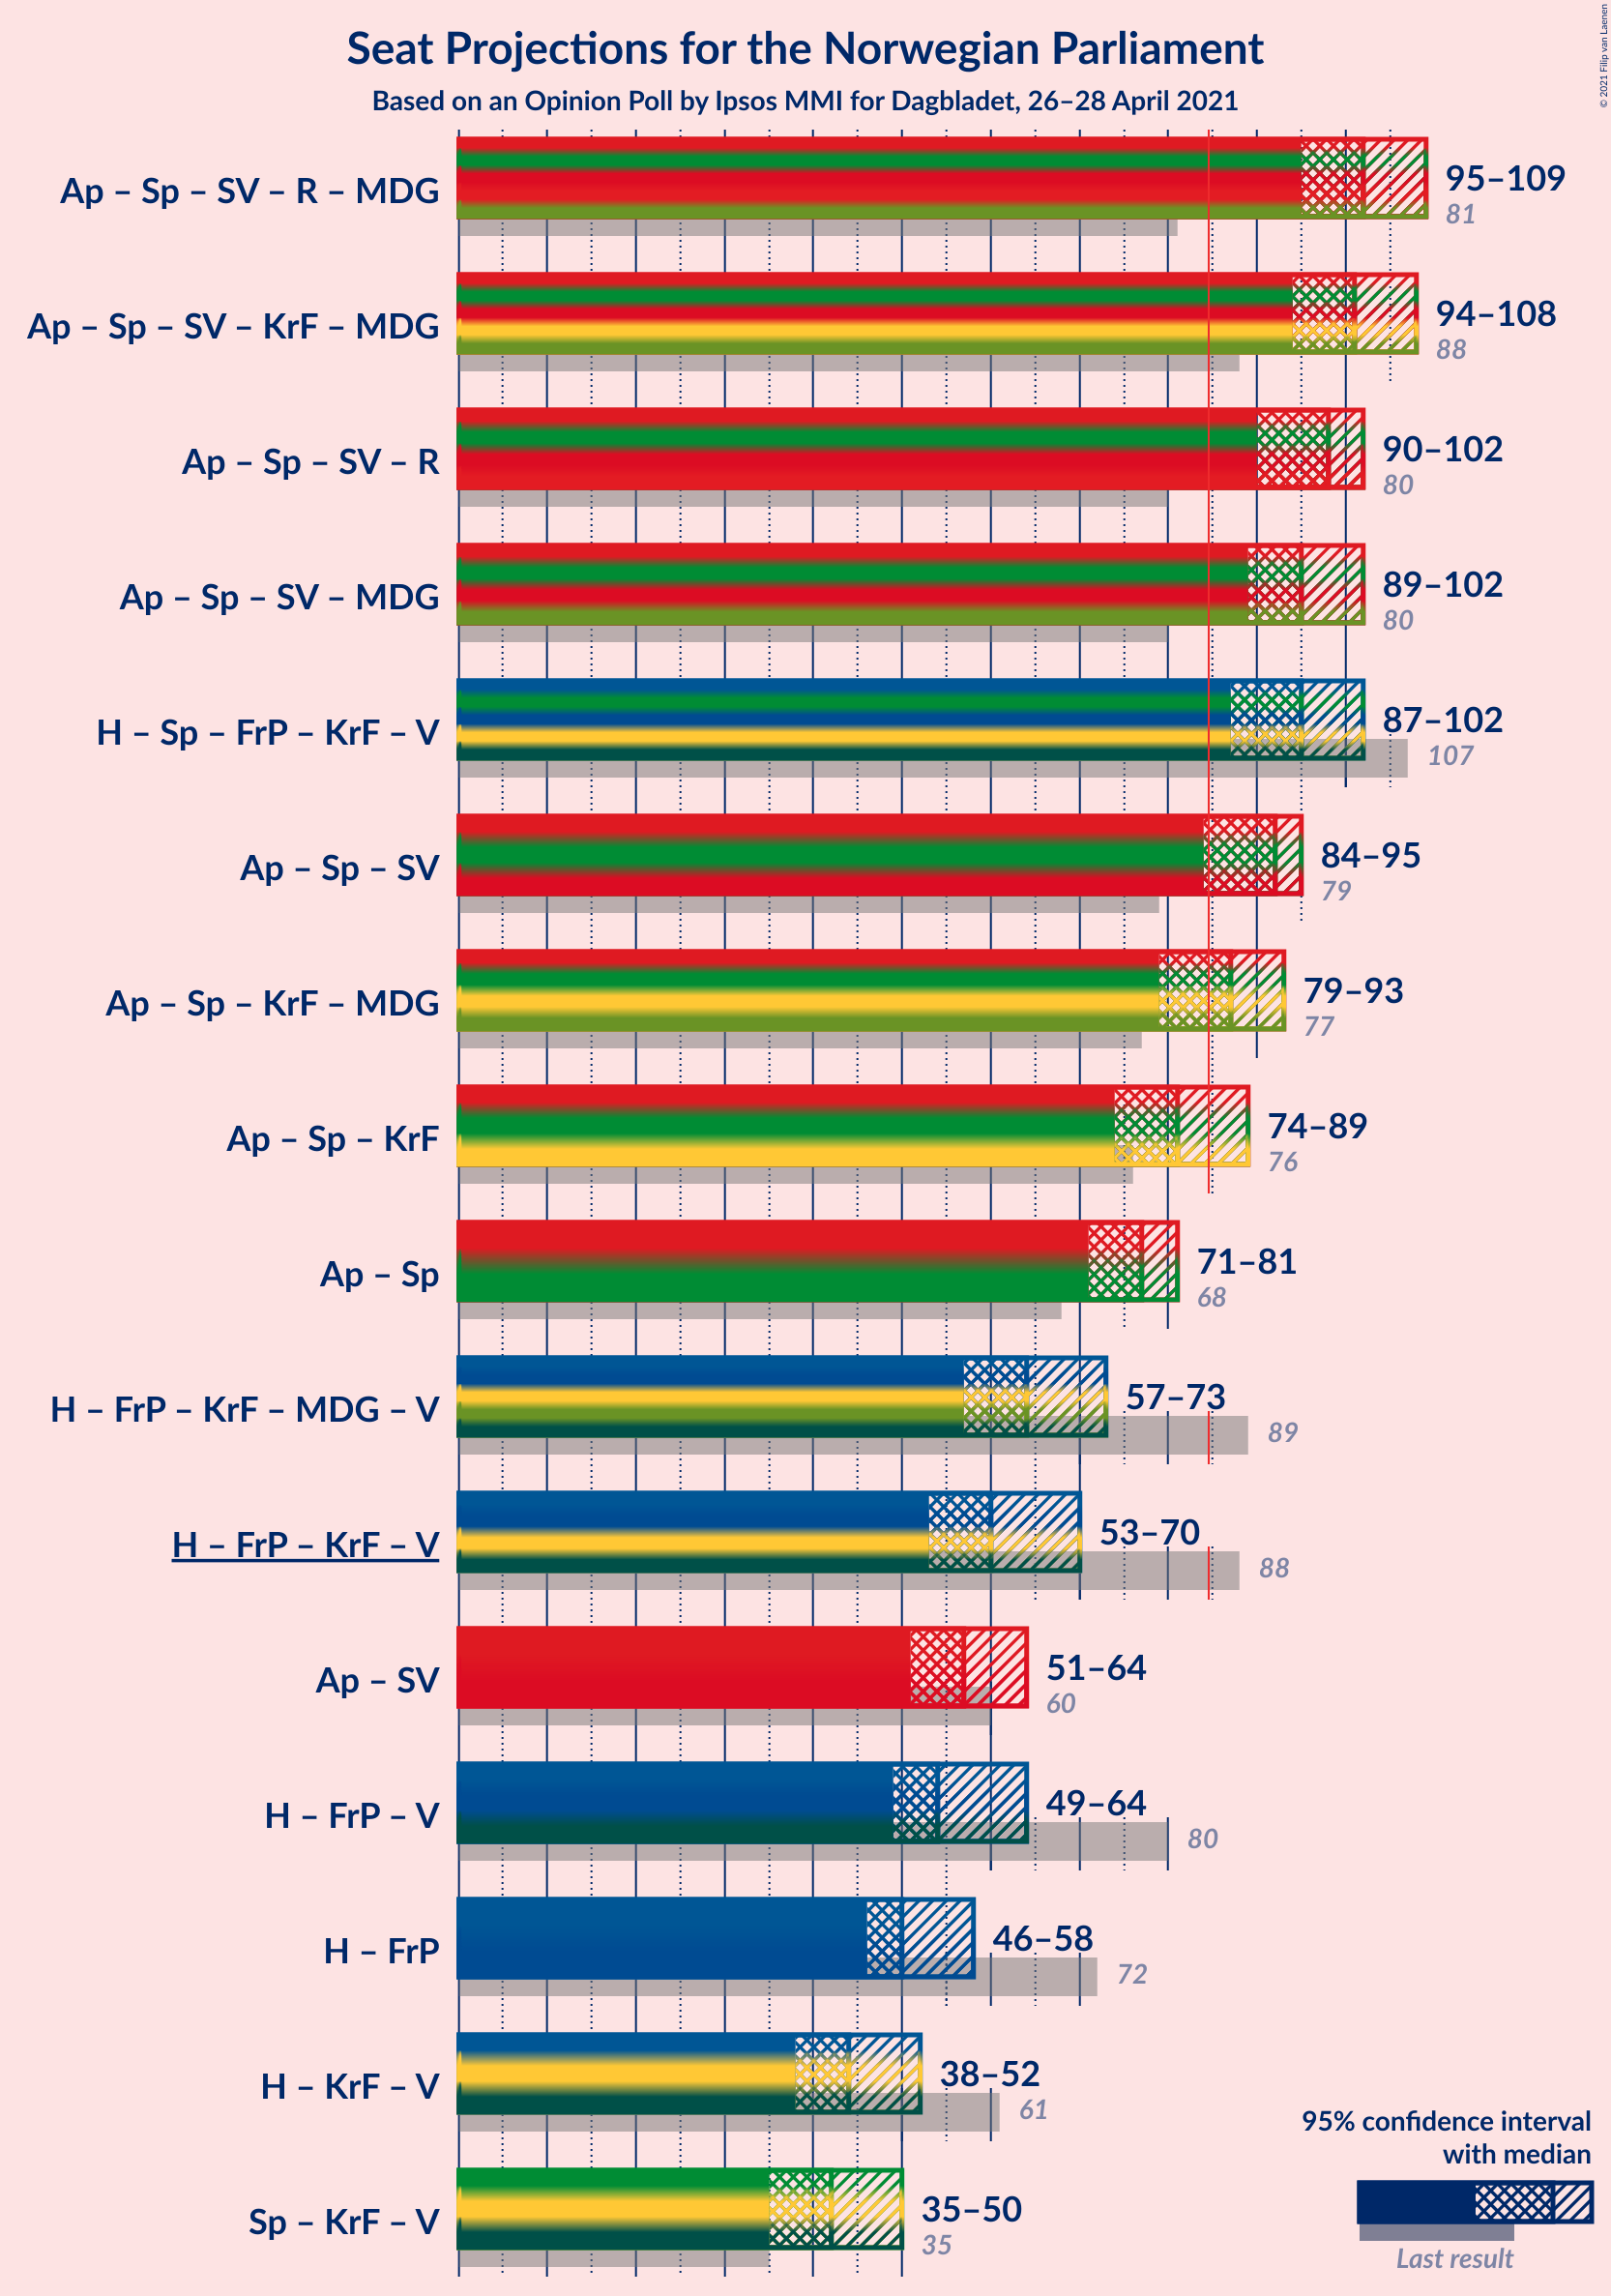 Seat Projections for the Norwegian Parliament
Based on an Opinion Poll by Ipsos MMI for Dagbladet, 26–28 April 2021
© 2021 Filip van Laenen
Ap – Sp – SV – R – MDG
95–109
81
Ap – Sp – SV – KrF – MDG
94–108
88
Ap – Sp – SV – R
90–102
80
Ap – Sp – SV – MDG
89–102
80
H – Sp – FrP – KrF – V
87–102
107
Ap – Sp – SV
84–95
79
Ap – Sp – KrF – MDG
79–93
77
Ap – Sp – KrF
74–89
76
Ap – Sp
71–81
68
H – FrP – KrF – MDG – V
57–73
89
H – FrP – KrF – V
53–70
88
Ap – SV
51–64
60
H – FrP – V
49–64
80
H – FrP
46–58
72
H – KrF – V
38–52
61
Sp – KrF – V
35–50
35
95% confidence interval
with median
Last result